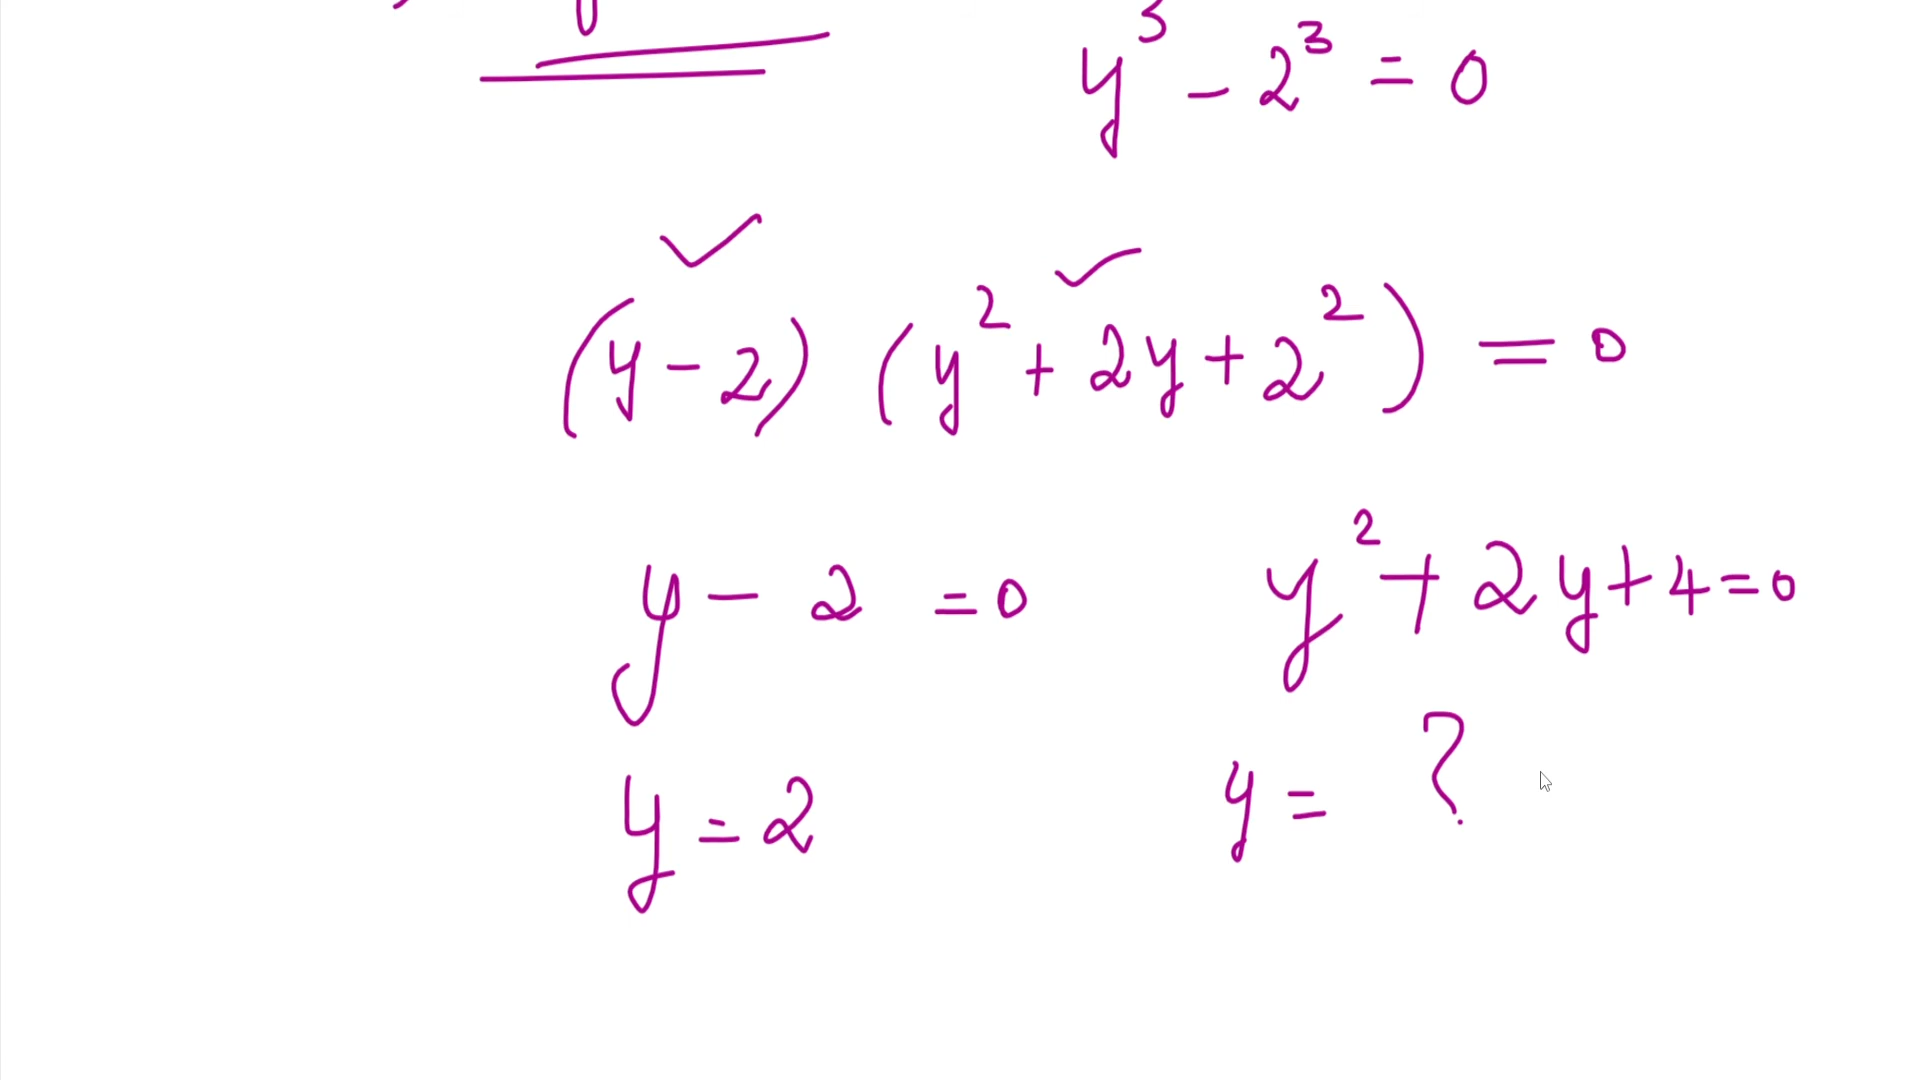 y³ - 2³ = 0
(y - 2) (y² + 2y + 2²) = 0
y - 2 = 0 y² + 2y + 4 = 0
y = 2 y = ?